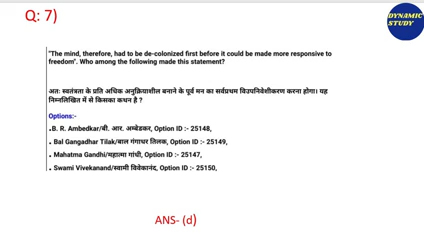 Q: 7)
DYNAMIC
STUDY
"The mind, therefore, had to be de-colonized first before it could be made more responsive to
freedom". Who among the following made this statement?
अतः स्वतंत्रता के प्रति अधिक अनुक्रियाशील बनाने के पूर्व मन का सर्वप्रथम विउपनिवेशीकरण करना होगा। यह
निम्नलिखित में से किसका कथन है ?
Options:-
•B. R. Ambedkar/बी. आर. अम्बेडकर, Option ID :- 25148,
• Bal Gangadhar Tilak/बाल गंगाधर तिलक, Option ID :- 25149,
• Mahatma Gandhi/महात्मा गांधी, Option ID :- 25147,
• Swami Vivekanand/स्वामी विवेकानंद, Option ID :- 25150,
ANS- (d)